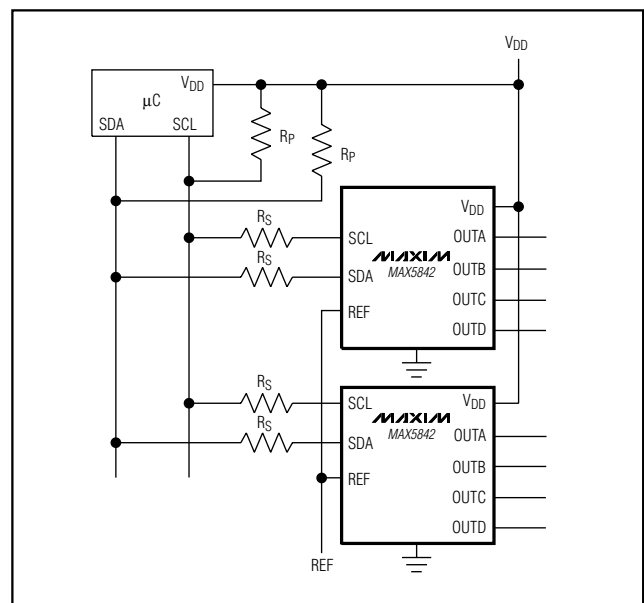 VDD
VDD
µC
SDA
SCL
RP
RP
VDD
RS
SCL
OUTA
MAXIM
MAX5842
OUTB
RS
SDA
OUTC
REF
OUTD
RS
SCL
VDD
MAXIM
MAX5842
OUTA
RS
SDA
OUTB
REF
OUTC
OUTD
REF